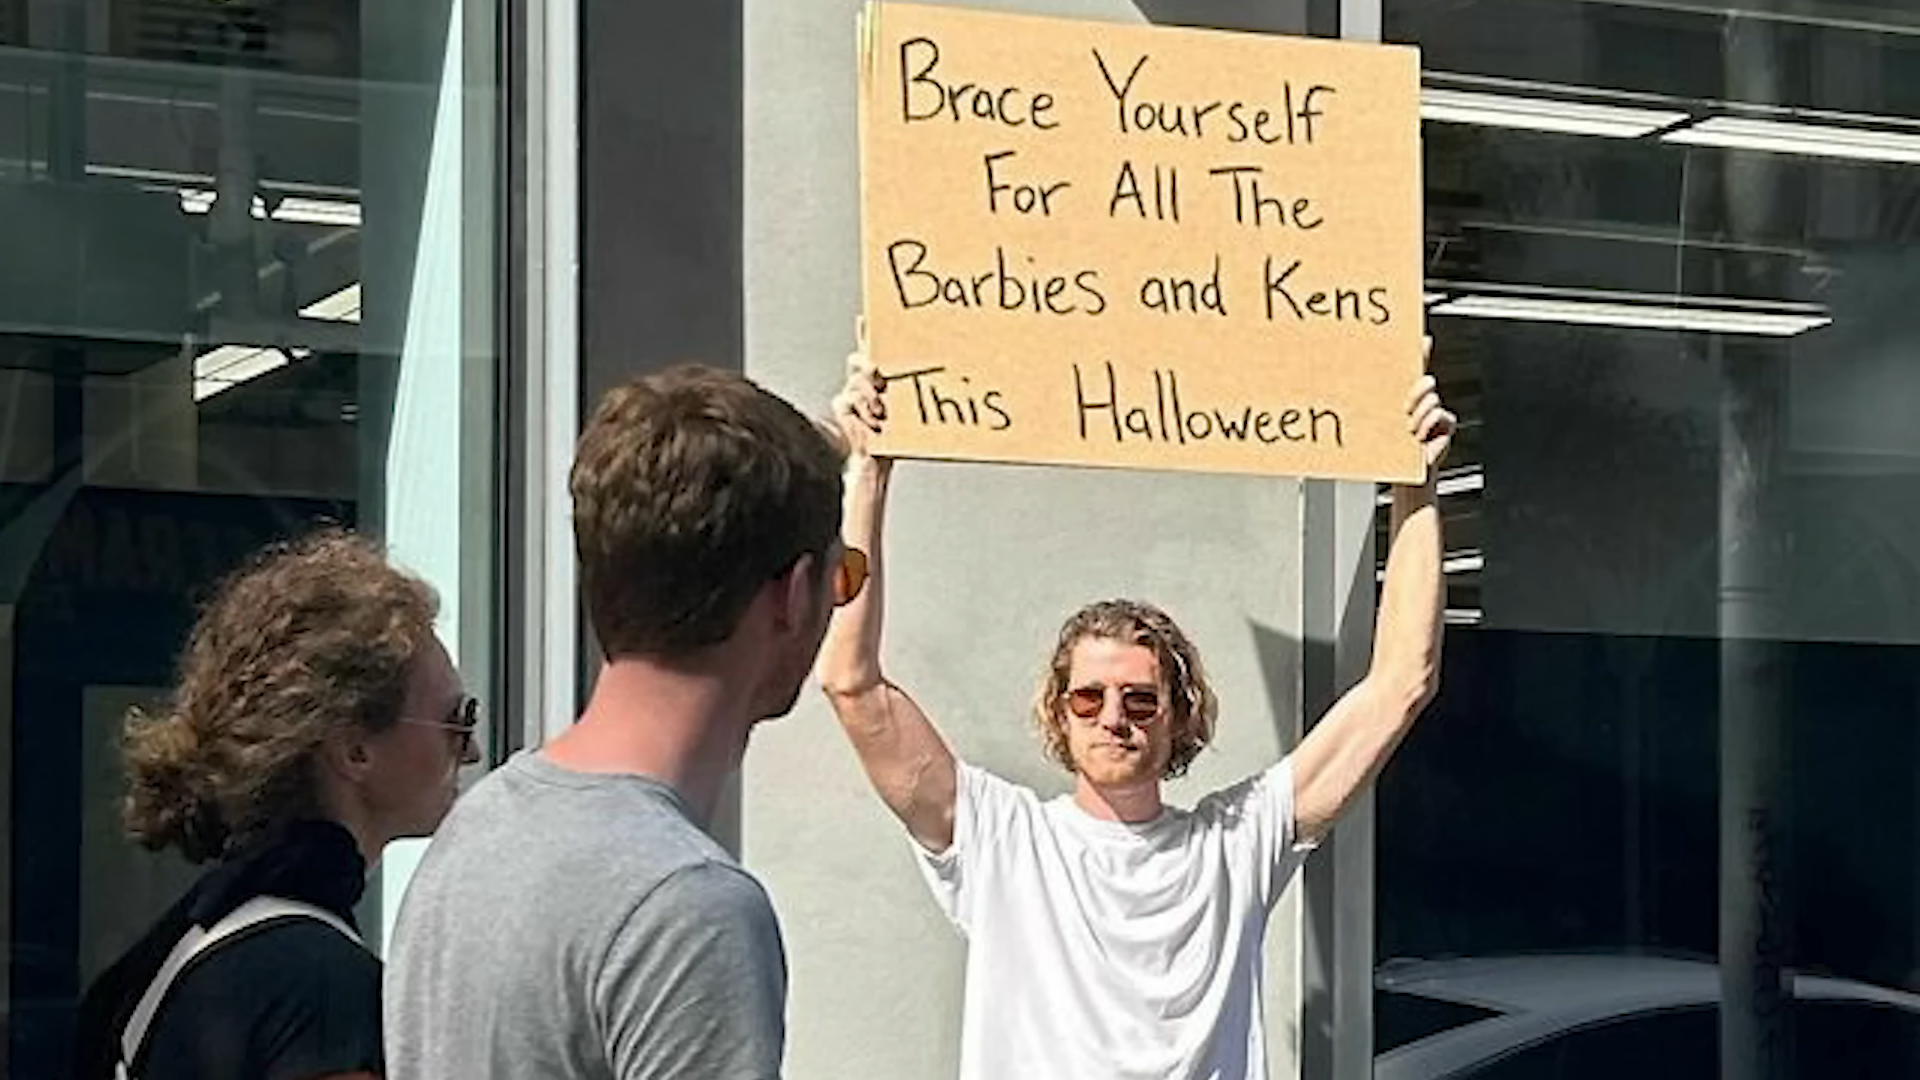 Brace Yourself
For All The
Barbies and Kens
This Halloween